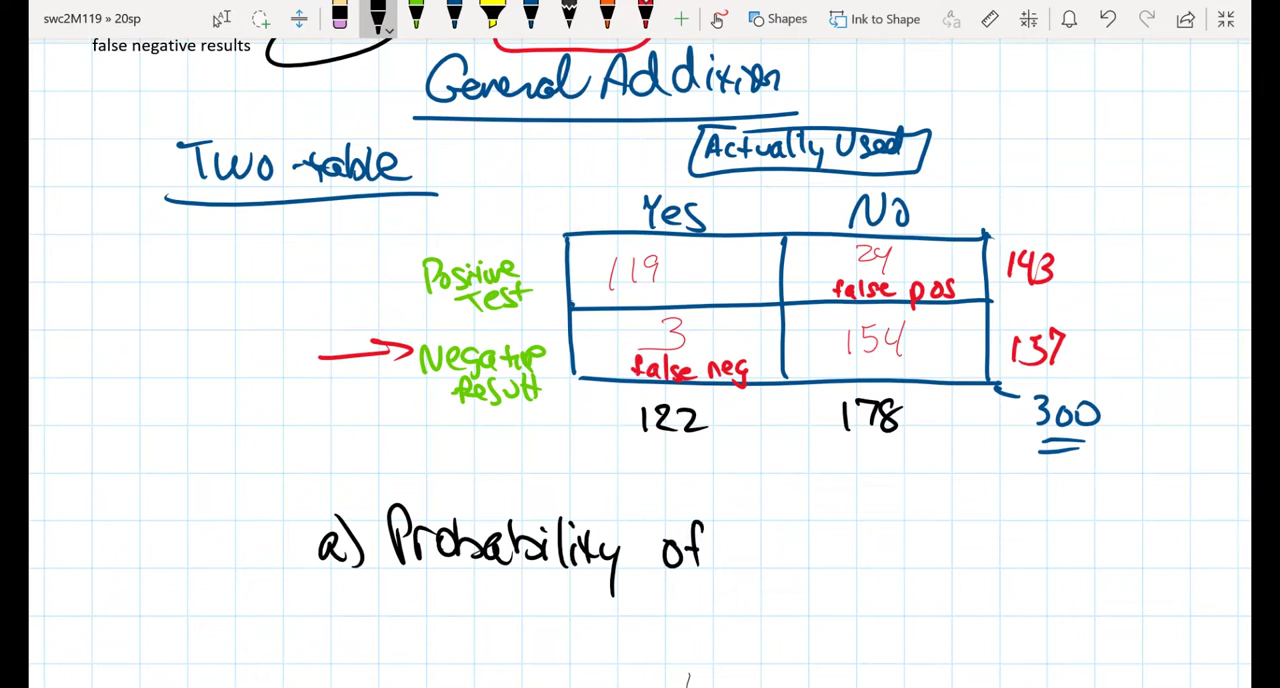 swc2M119 » 20sp
Shapes
Ink to Shape
false negative results
General Addition
Two table
Actually Used
Yes No
Positive Test 119 24 false pos 143
Negative Result 3 false neg 154 157
122 178 300
a) Probability of